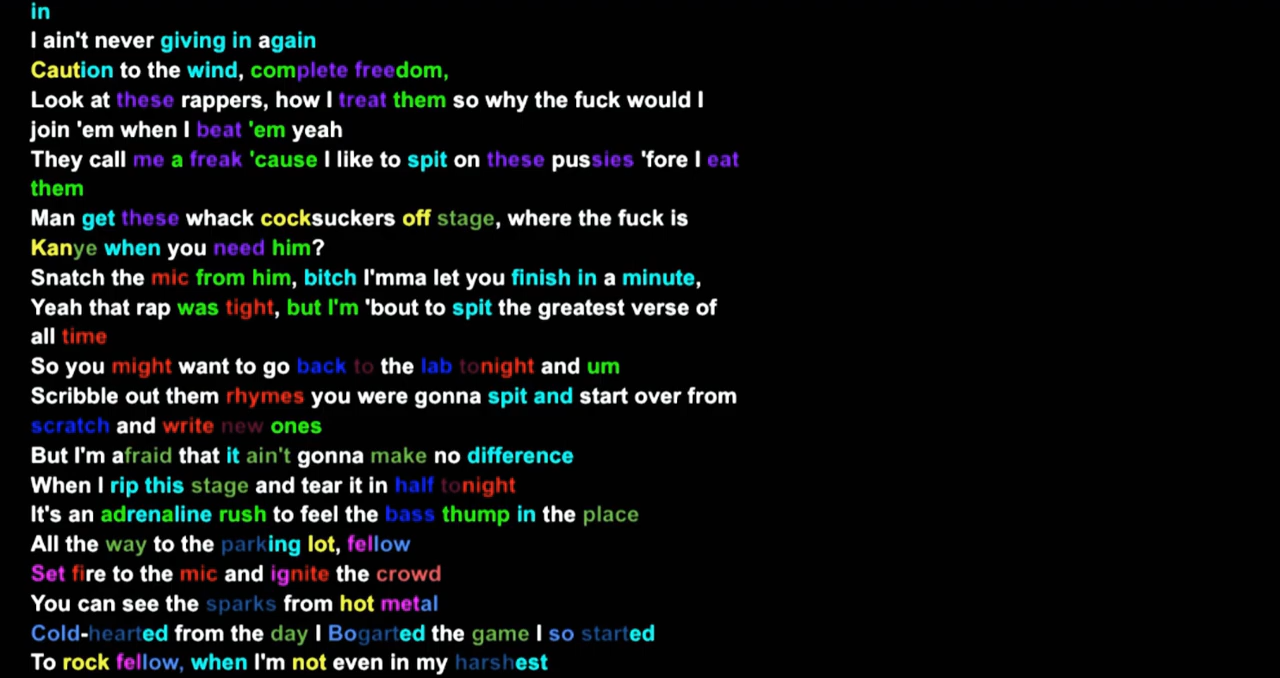 in
I ain't never giving in again
Caution to the wind, complete freedom,
Look at these rappers, how I treat them so why the fuck would I
join 'em when I beat 'em yeah
They call me a freak 'cause I like to spit on these pussies 'fore I eat
them
Man get these whack cocksuckers off stage, where the fuck is
Kanye when you need him?
Snatch the mic from him, bitch I'mma let you finish in a minute,
Yeah that rap was tight, but I'm 'bout to spit the greatest verse of
all time
So you might want to go back to the lab tonight and um
Scribble out them rhymes you were gonna spit and start over from
scratch and write new ones
But I'm afraid that it ain't gonna make no difference
When I rip this stage and tear it in half tonight
It's an adrenaline rush to feel the bass thump in the place
All the way to the parking lot, fellow
Set fire to the mic and ignite the crowd
You can see the sparks from hot metal
Cold-hearted from the day I Bogarted the game I so started
To rock fellow, when I'm not even in my harshest